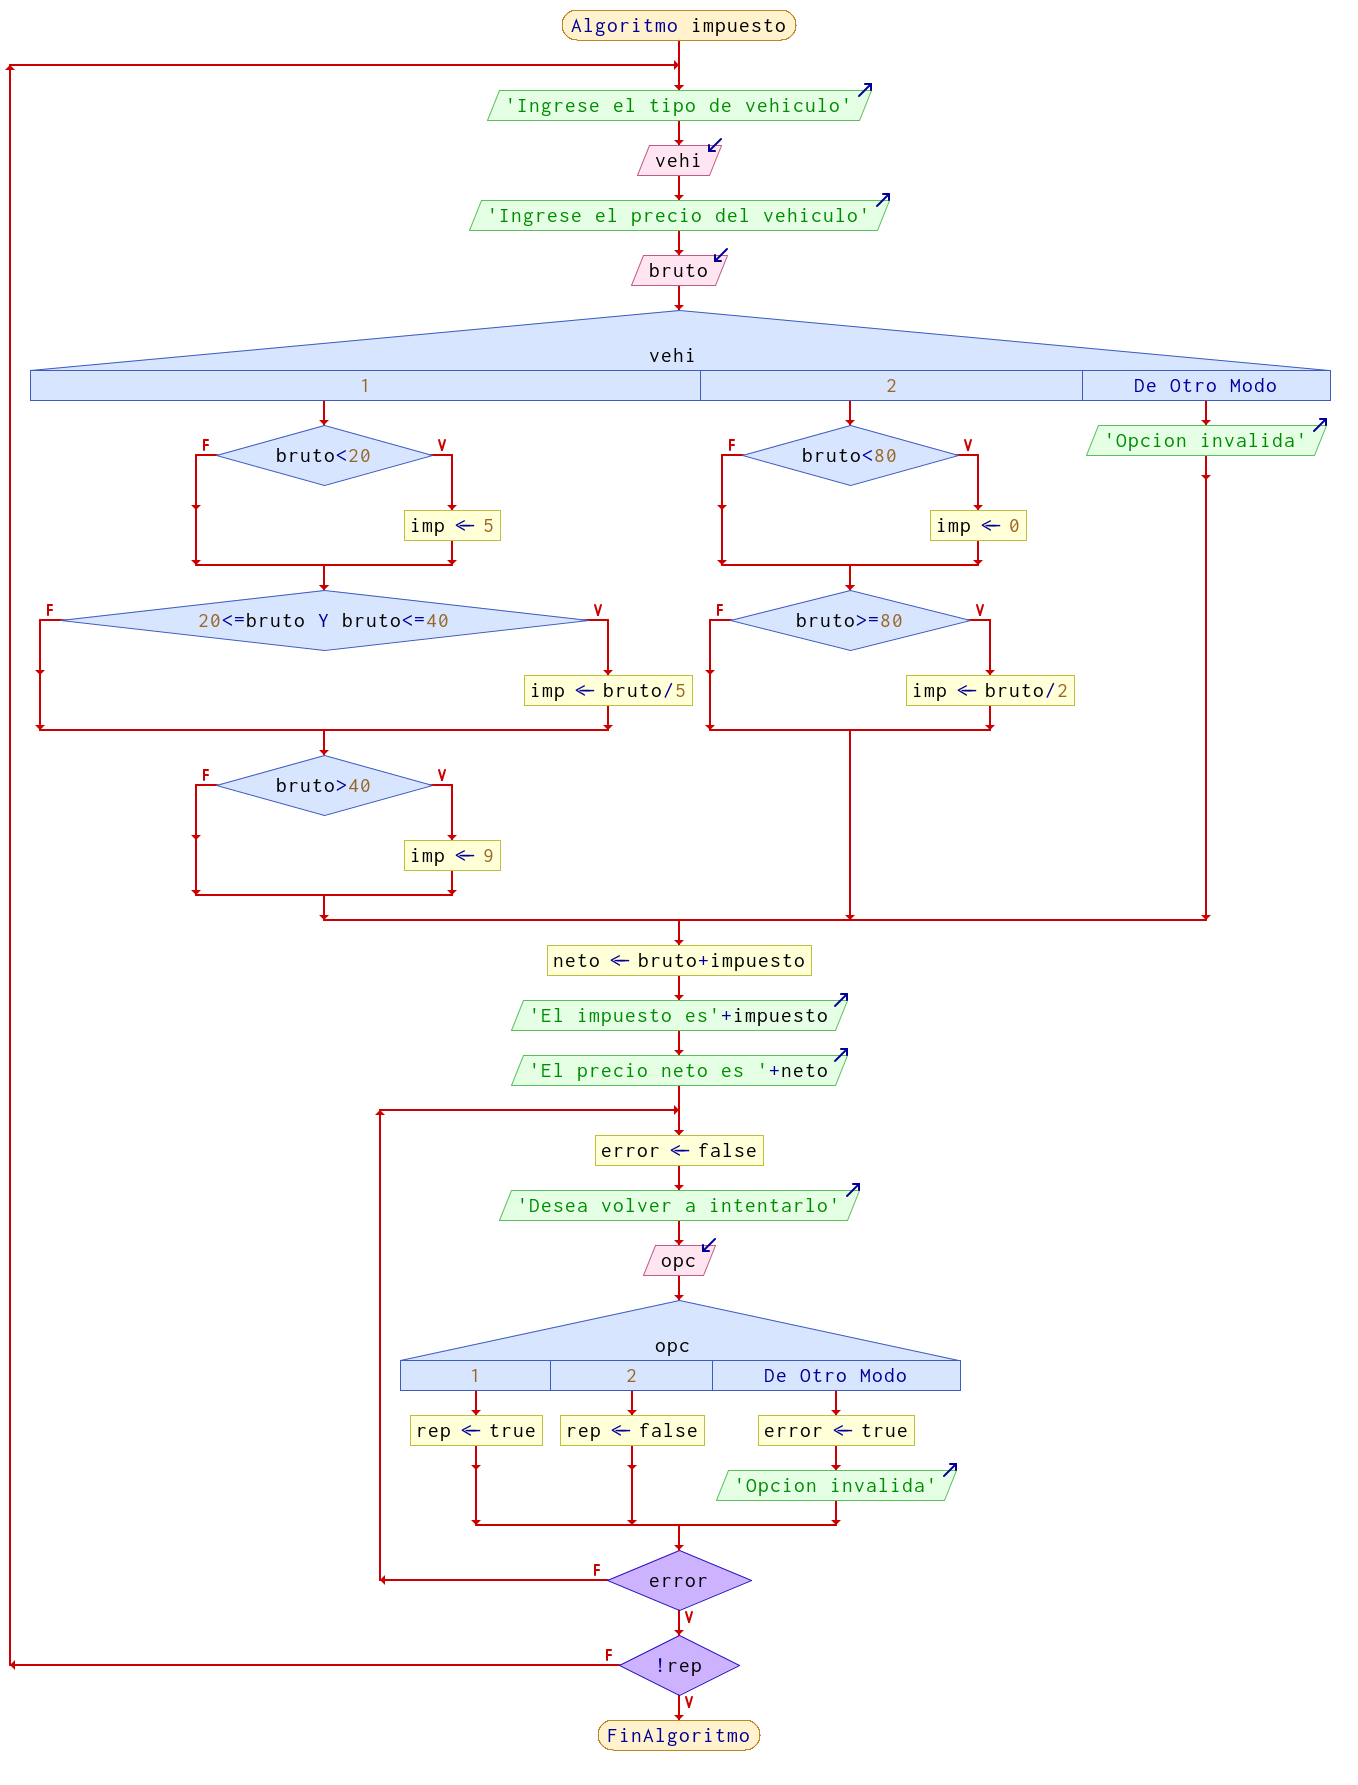 Algoritmo impuesto
'Ingrese el tipo de vehiculo'
vehi
'Ingrese el precio del vehiculo'
bruto
vehi
1 2 De Otro Modo
F V F V 'Opcion invalida'
bruto<20 bruto<80
imp ← 5 imp ← 0
F V F V
20<=bruto Y bruto<=40 bruto>=80
imp ← bruto/5 imp ← bruto/2
F V
bruto>40
imp ← 9
neto ← bruto+impuesto
'El impuesto es'+impuesto
'El precio neto es '+neto
error ← false
'Desea volver a intentarlo'
opc
opc
1 2 De Otro Modo
rep ← true rep ← false error ← true
'Opcion invalida'
F
error
V
F
!rep
V
FinAlgoritmo